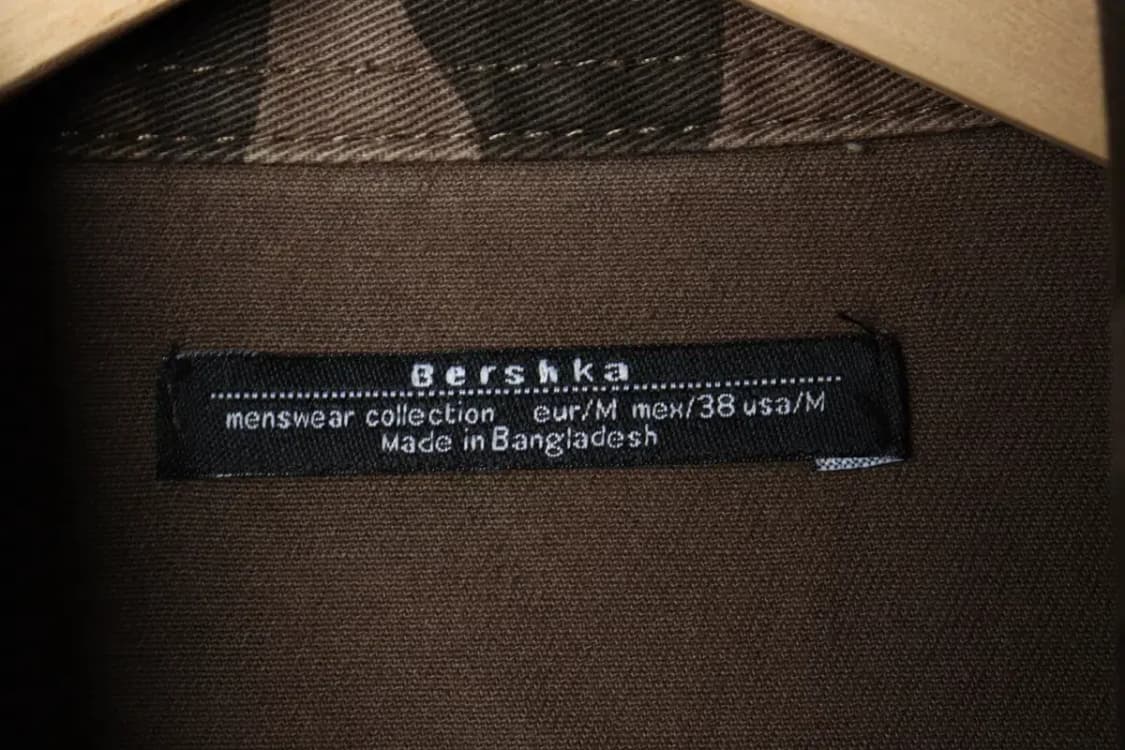 Bershka
menswear collection eur/M mex/38 usa/M
Made in Bangladesh